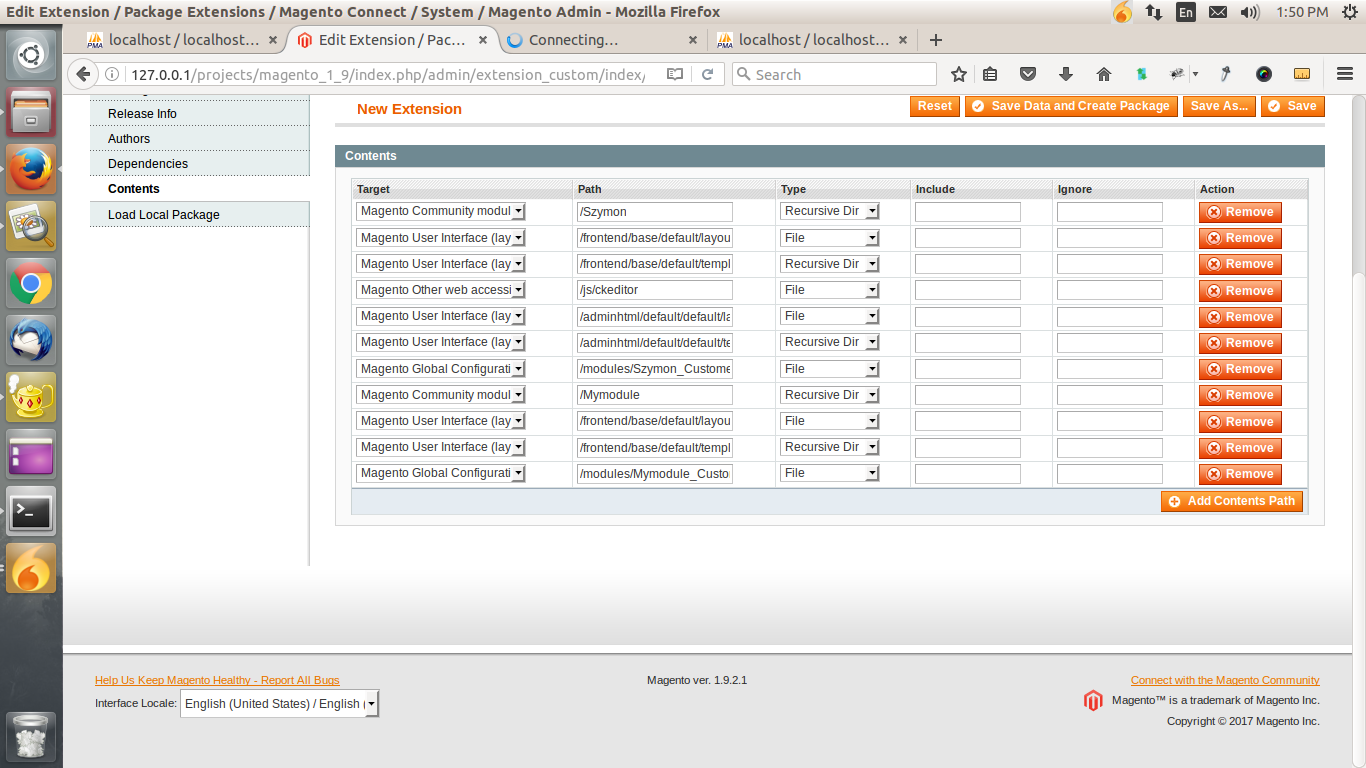 Edit Extension / Package Extensions / Magento Connect / System / Magento Admin - Mozilla Firefox
En
1:50 PM
PMA localhost / localhost...
Edit Extension / Pac...
Connecting...
PMA localhost / localhost...
127.0.0.1/projects/magento_1_9/index.php/admin/extension_custom/index/
Search
Release Info
Authors
Dependencies
Contents
Load Local Package
New Extension
Reset
Save Data and Create Package
Save As...
Save
Contents
Target Path Type Include Ignore Action
Magento Community modul /Szymon Recursive Dir Remove
Magento User Interface (lay /frontend/base/default/layou File Remove
Magento User Interface (lay /frontend/base/default/templ Recursive Dir Remove
Magento Other web accessi /js/ckeditor File Remove
Magento User Interface (lay /adminhtml/default/default/la File Remove
Magento User Interface (lay /adminhtml/default/default/te Recursive Dir Remove
Magento Global Configurati /modules/Szymon_Custome File Remove
Magento Community modul /Mymodule Recursive Dir Remove
Magento User Interface (lay /frontend/base/default/layou File Remove
Magento User Interface (lay /frontend/base/default/templ Recursive Dir Remove
Magento Global Configurati /modules/Mymodule_Custo File Remove
Add Contents Path
Help Us Keep Magento Healthy - Report All Bugs
Interface Locale: English (United States) / English (
Magento ver. 1.9.2.1
Connect with the Magento Community
Magento™ is a trademark of Magento Inc.
Copyright © 2017 Magento Inc.